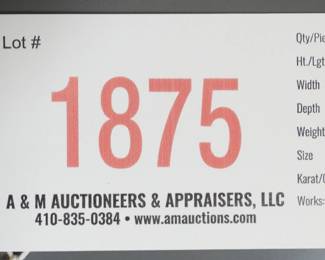 Lot #
1875
A & M AUCTIONEERS & APPRAISERS, LLC
410-835-0384 • www.amauctions.com
Ht./Lgt
Width
Depth
Weight
Size
Works: